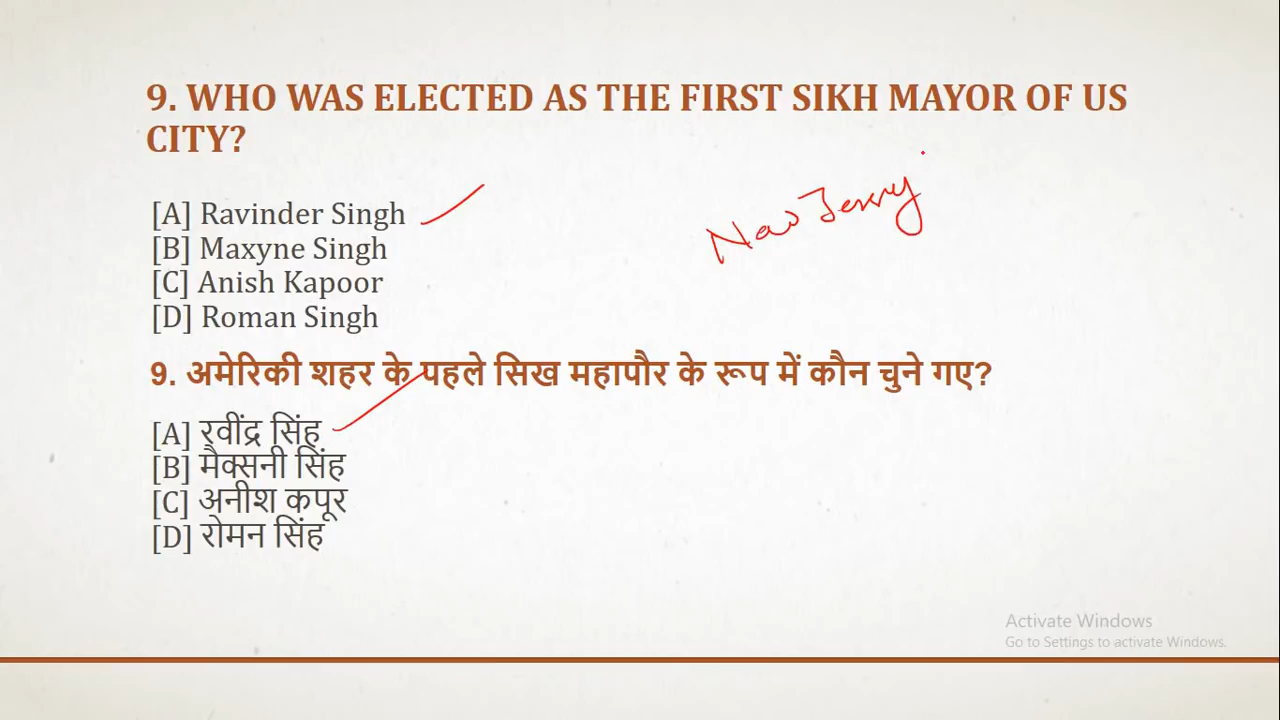 9. WHO WAS ELECTED AS THE FIRST SIKH MAYOR OF US
CITY?
New Jersey
[A] Ravinder Singh
[B] Maxyne Singh
[C] Anish Kapoor
[D] Roman Singh
9. अमेरिकी शहर के पहले सिख महापौर के रूप में कौन चुने गए?
[A] रवींद्र सिंह
[B] मैक्सनी सिंह
[C] अनीश कपूर
[D] रोमन सिंह
Activate Windows
Go to Settings to activate Windows.